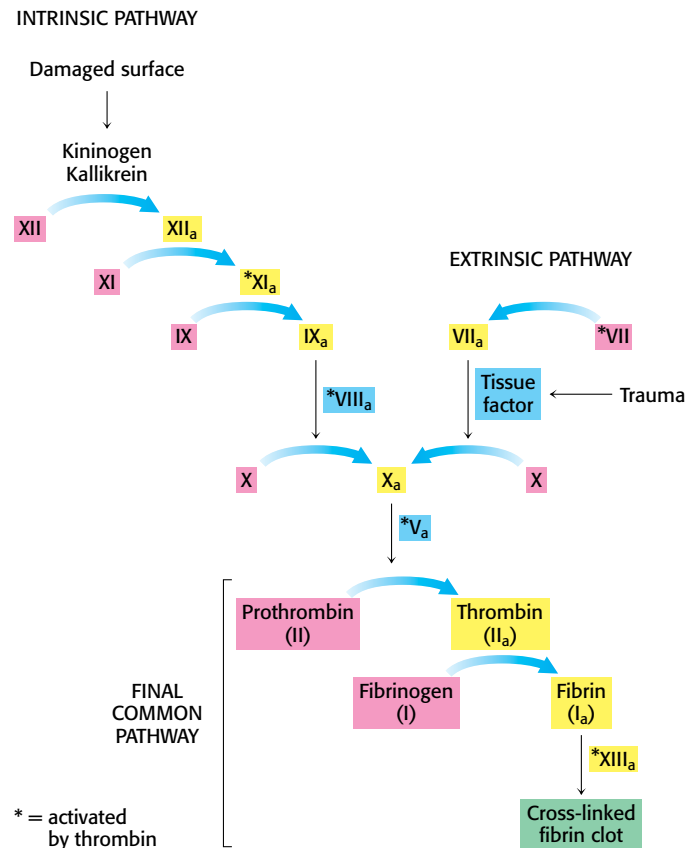 INTRINSIC PATHWAY
Damaged surface
Kininogen
Kallikrein
XII
XIIa
XI
*XIa
EXTRINSIC PATHWAY
IX
IXa
VIIa
*VII
*VIIIa
Tissue
factor
Trauma
X
Xa
X
*Va
Prothrombin
(II)
Thrombin
(IIa)
FINAL
COMMON
PATHWAY
Fibrinogen
(I)
Fibrin
(Ia)
*XIIIa
Cross-linked
fibrin clot
* = activated
by thrombin